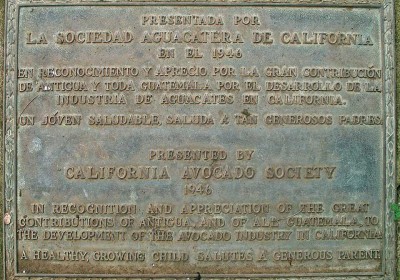 PRESENTADA POR
LA SOCIEDAD AGUACATERA DE CALIFORNIA
EN EL 1946
EN RECONOCIMIENTO Y APRECIO POR LA GRAN CONTRIBUCIÓN
DE ANTIGUA Y TODA GUATEMALA POR EL DESARROLLO DE LA
INDUSTRIA DE AGUACATES EN CALIFORNIA.
UN JOVEN SALUDABLE, SALUDA A TAN GENEROSOS PADRES.
PRESENTED BY
CALIFORNIA AVOCADO SOCIETY
1946
IN RECOGNITION AND APPRECIATION OF THE GREAT
CONTRIBUTIONS OF ANTIGUA, AND OF ALL GUATEMALA, TO
THE DEVELOPMENT OF THE AVOCADO INDUSTRY IN CALIFORNIA.
A HEALTHY, GROWING CHILD SALUTES A GENEROUS PARENT